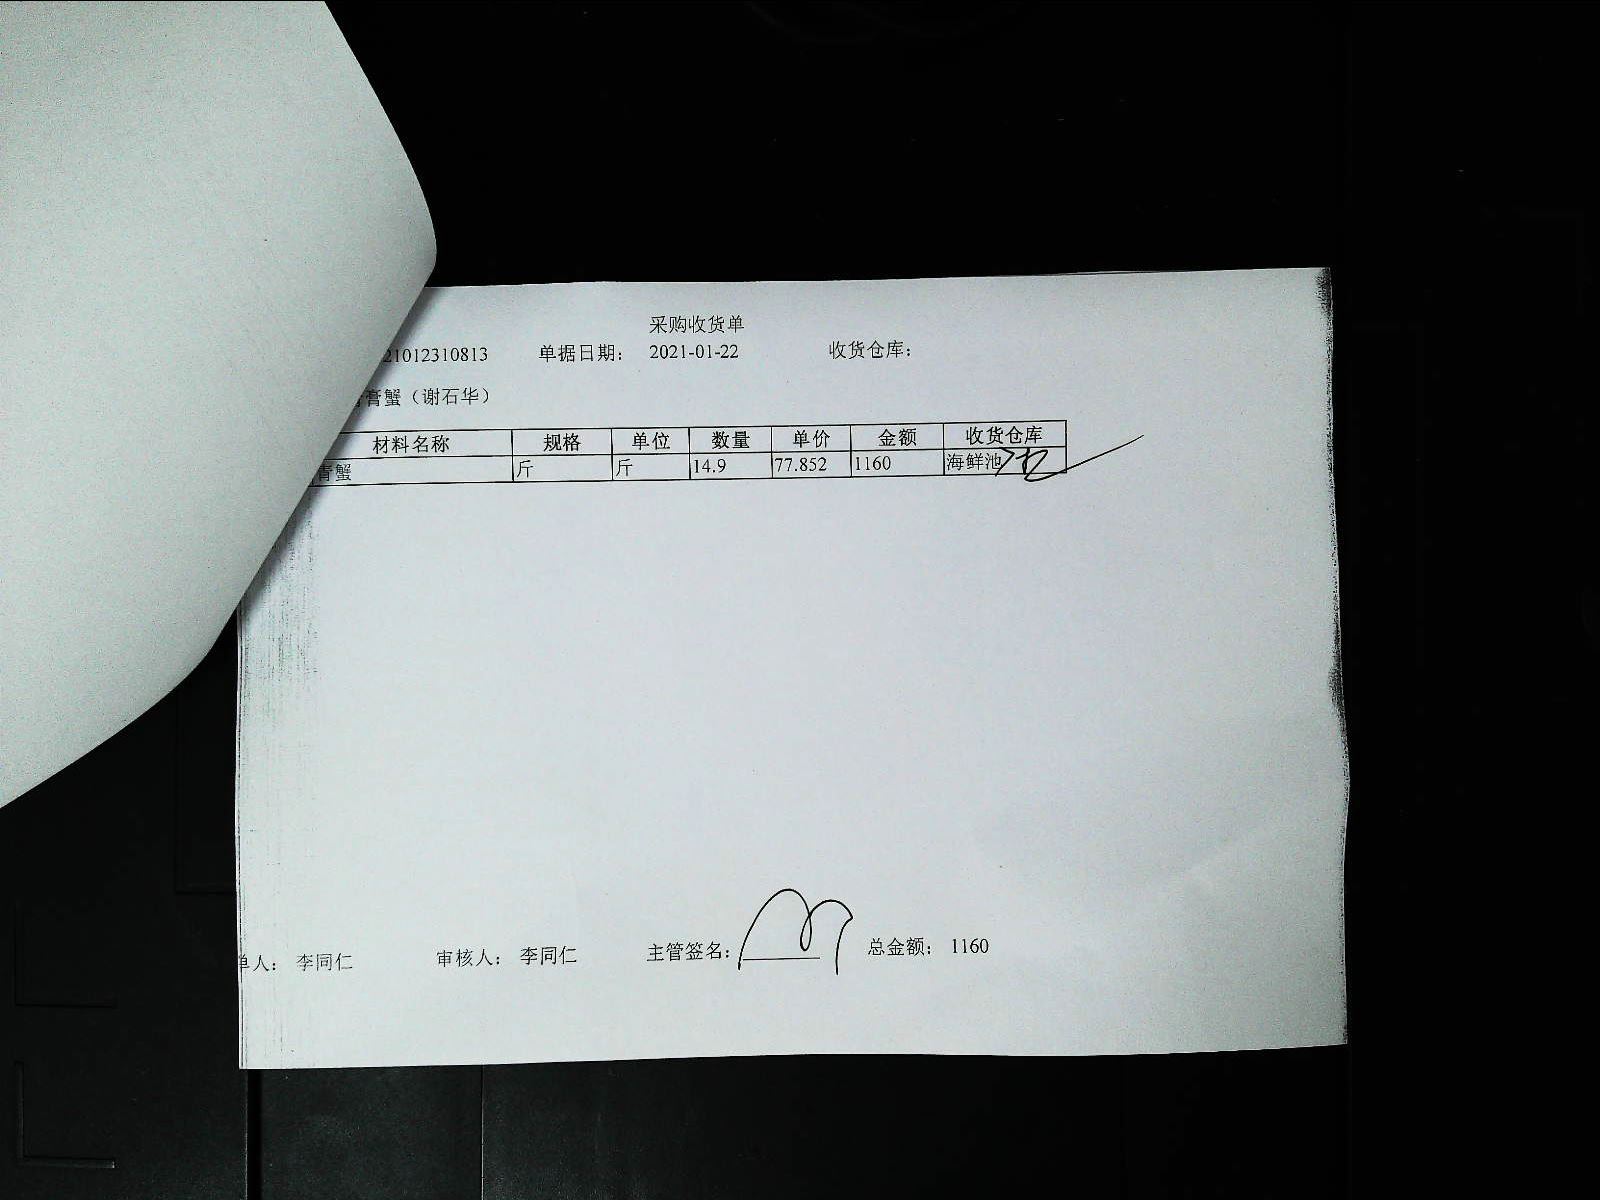 采购收货单
21012310813 单据日期： 2021-01-22 收货仓库：
膏蟹（谢石华）
材料名称 规格 单位 数量 单价 金额 收货仓库
青蟹 斤 斤 14.9 77.852 1160 海鲜池
单人： 李同仁 审核人： 李同仁 主管签名： 总金额： 1160